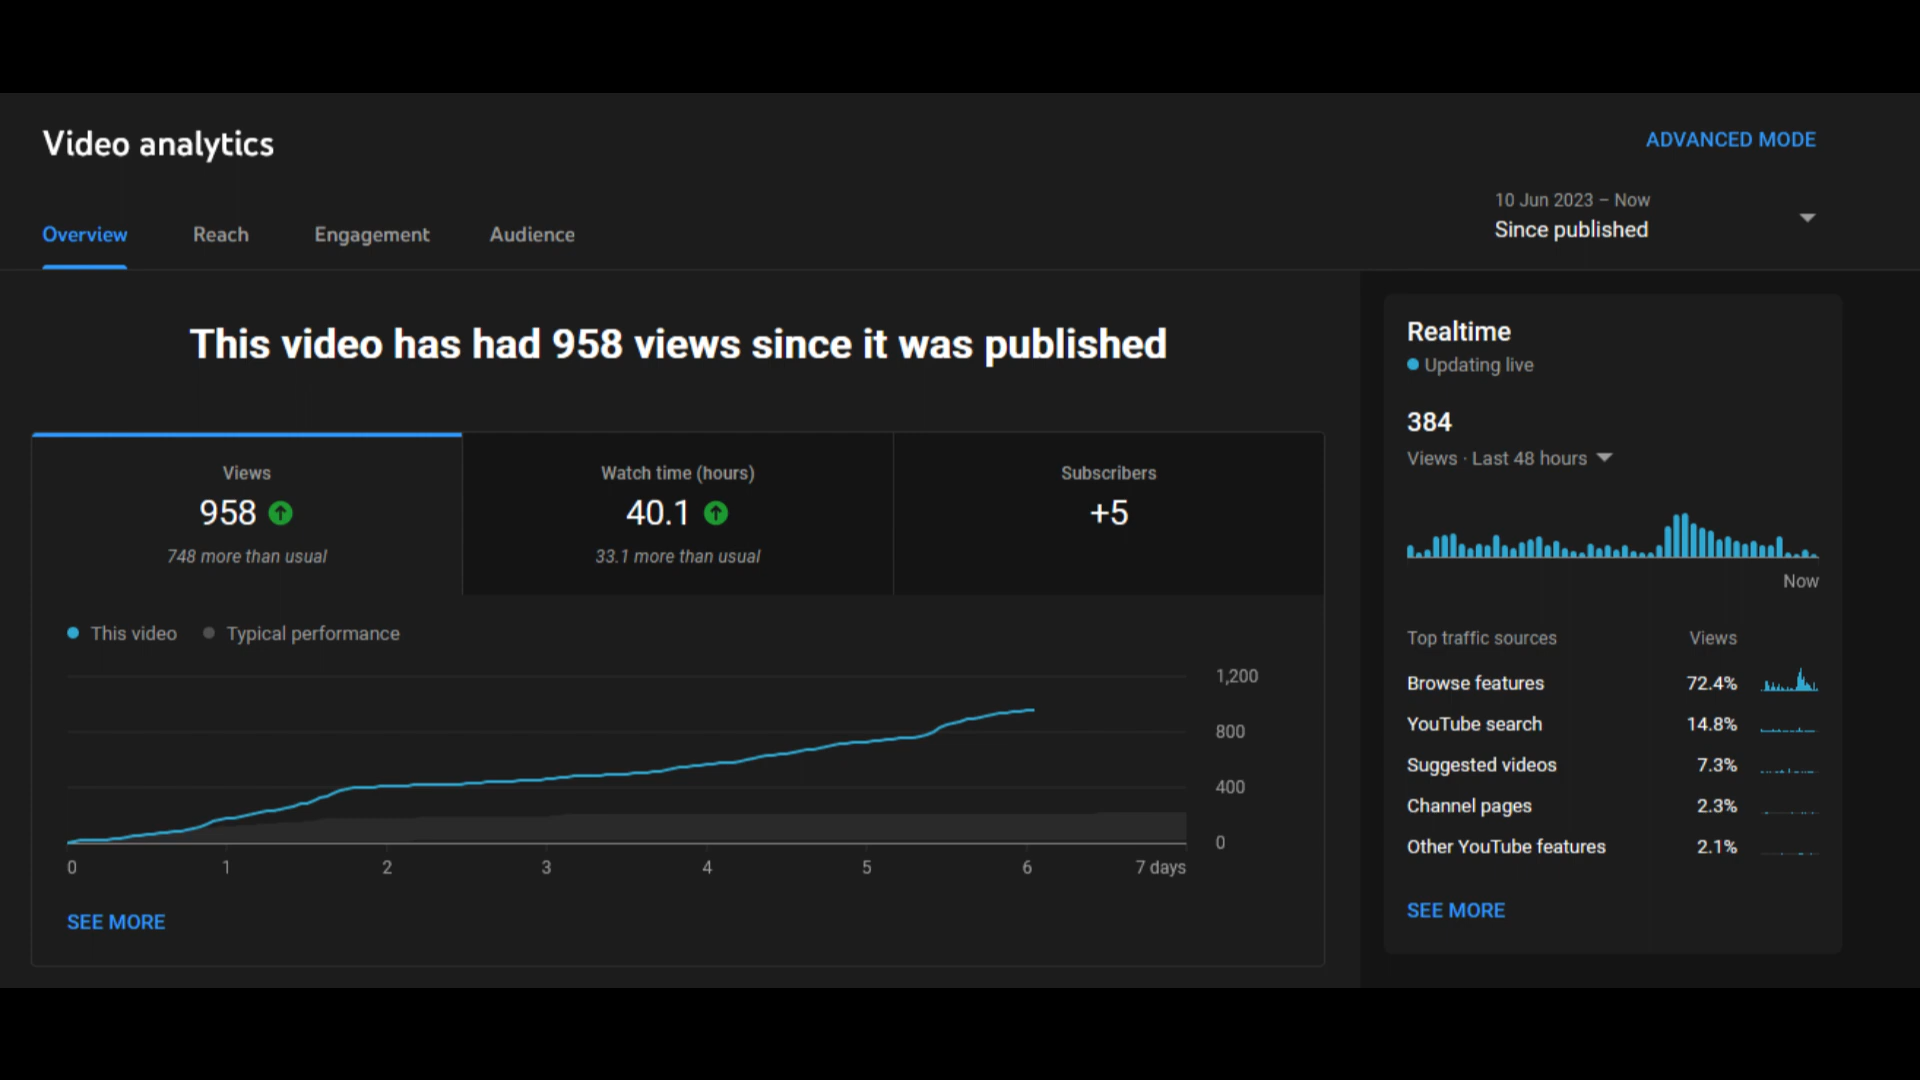 Video analytics
ADVANCED MODE
10 Jun 2023 – Now
Since published
Overview
Reach
Engagement
Audience
This video has had 958 views since it was published
Views
958
748 more than usual
Watch time (hours)
40.1
33.1 more than usual
Subscribers
+5
This video
Typical performance
1,200
800
400
0
0 1 2 3 4 5 6 7 days
SEE MORE
Realtime
Updating live
384
Views · Last 48 hours
Now
Top traffic sources Views
Browse features 72.4%
YouTube search 14.8%
Suggested videos 7.3%
Channel pages 2.3%
Other YouTube features 2.1%
SEE MORE